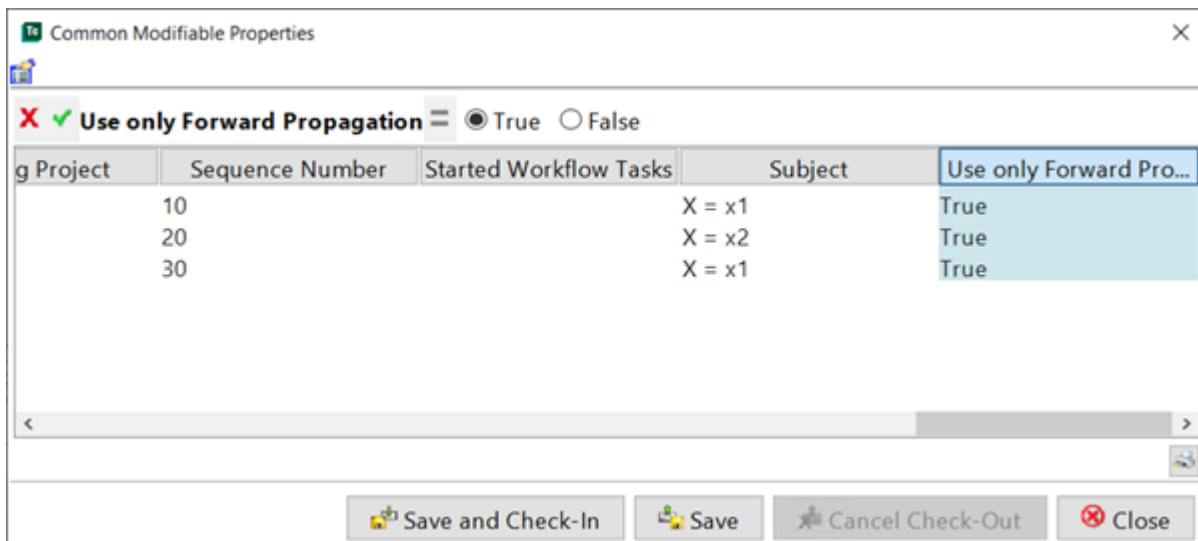 Tc Common Modifiable Properties
Use only Forward Propagation = True False
g Project Sequence Number Started Workflow Tasks Subject Use only Forward Pro...
10 X = x1 True
20 X = x2 True
30 X = x1 True
Save and Check-In Save Cancel Check-Out Close